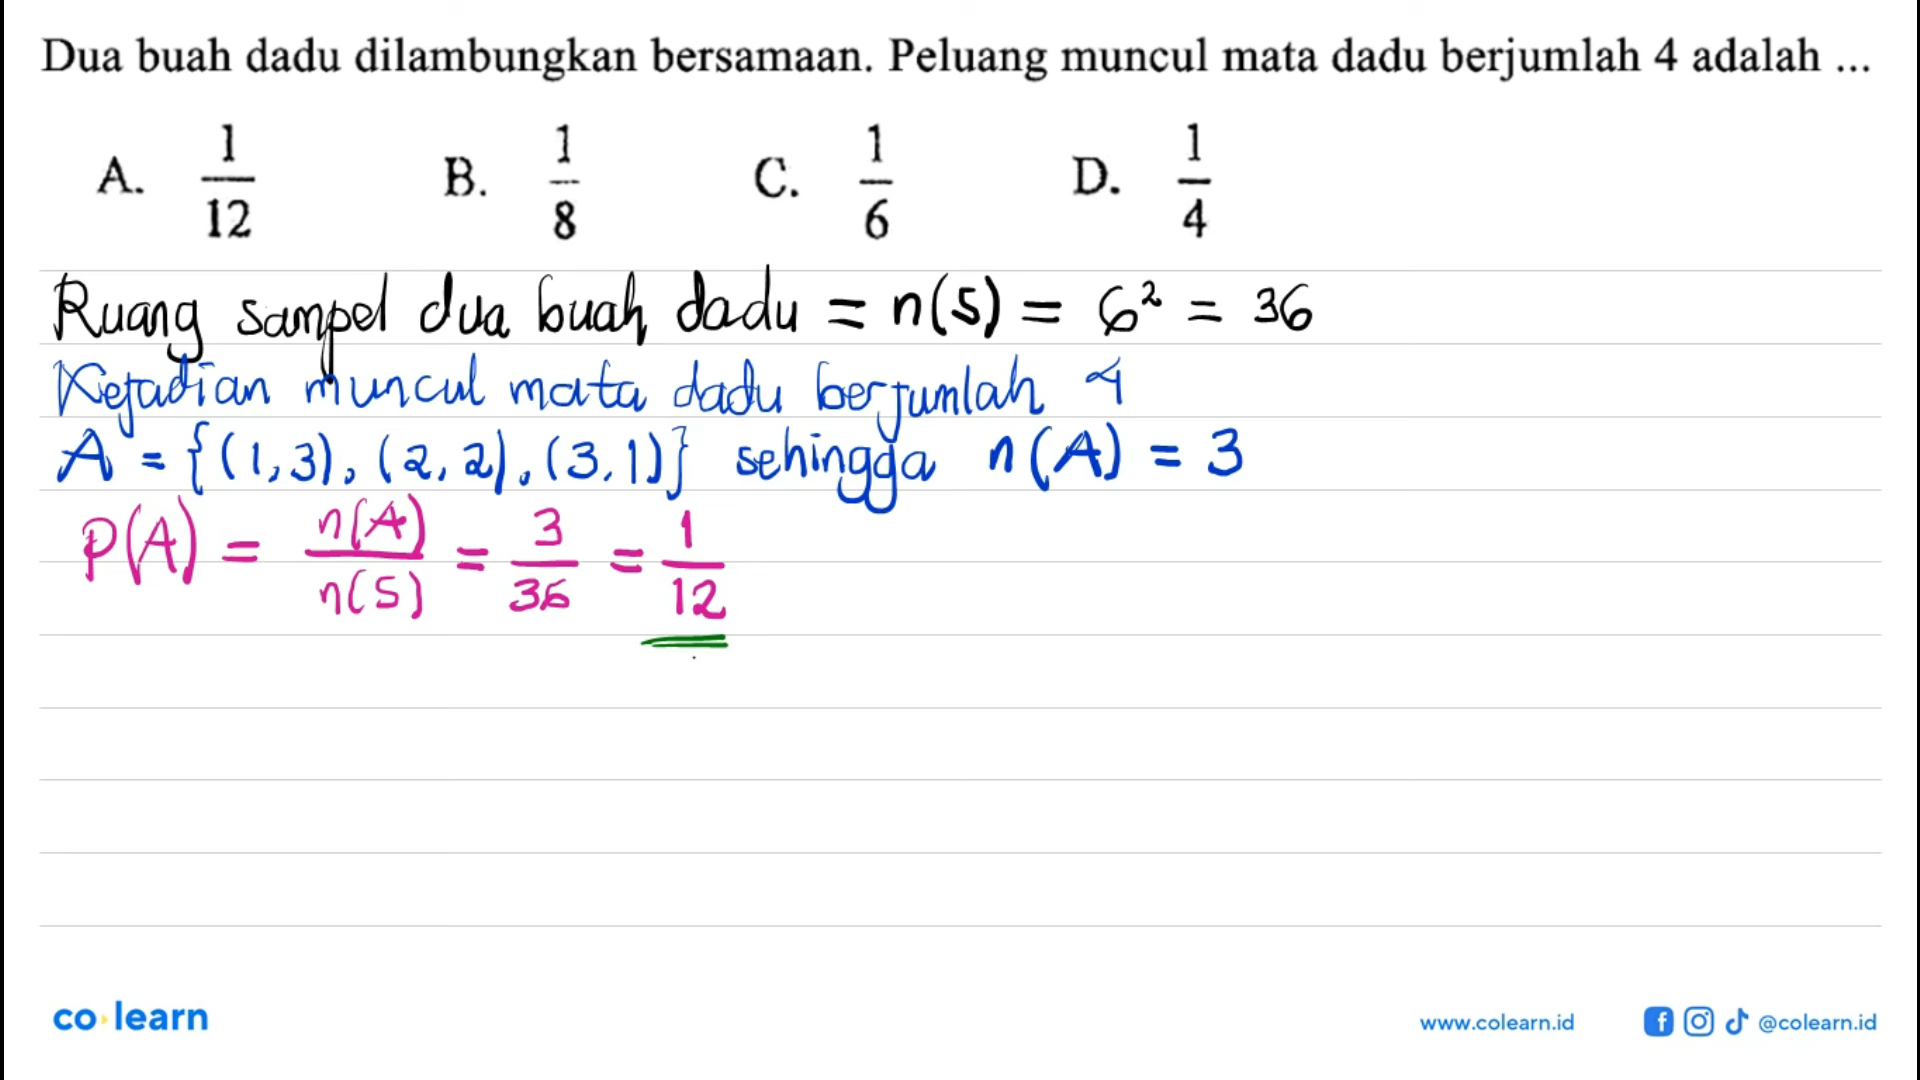 Dua buah dadu dilambungkan bersamaan. Peluang muncul mata dadu berjumlah 4 adalah ...
A. 1/12 B. 1/8 C. 1/6 D. 1/4
Ruang sampel dua buah dadu = n(S) = 6² = 36
Kejadian muncul mata dadu berjumlah 4
A = {(1,3), (2,2), (3,1)} sehingga n(A) = 3
P(A) = n(A)/n(S) = 3/36 = 1/12
co learn
www.colearn.id @colearn.id